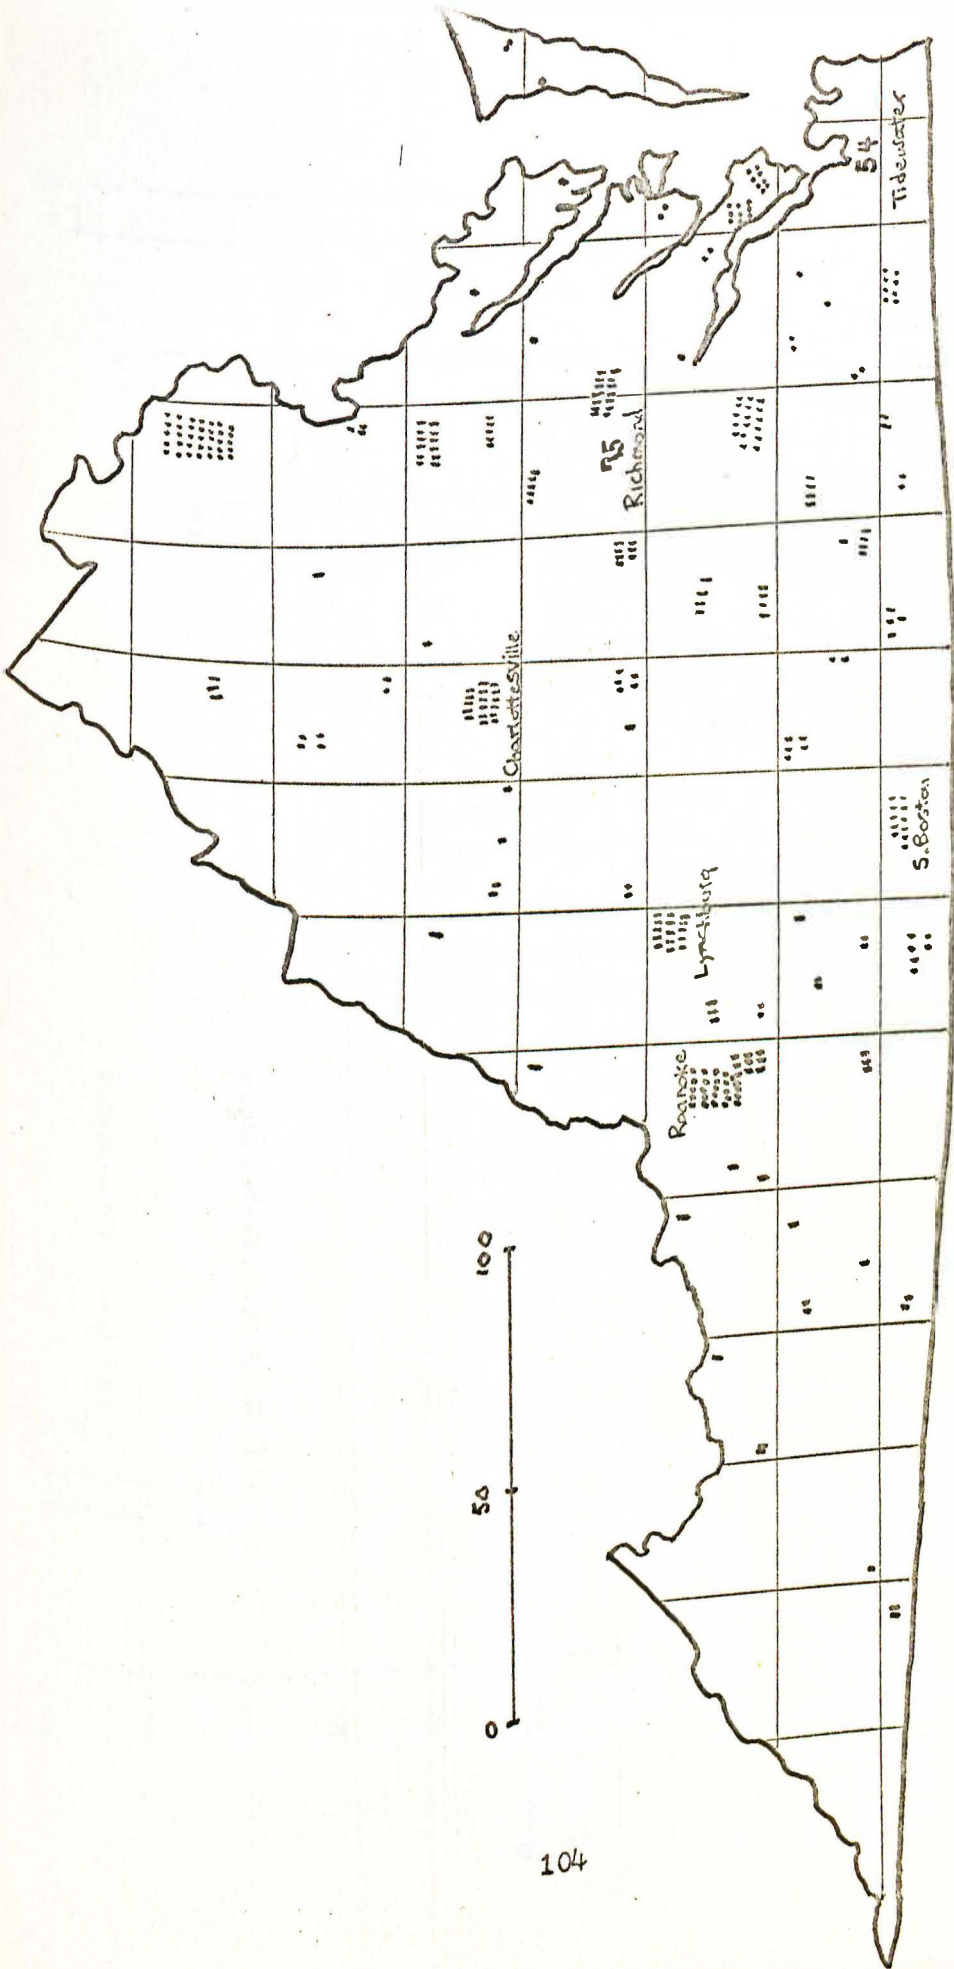 Charlottesville
75
Richmond
Roanoke
Lynchburg
S. Boston
54
Tidewater
0
50
100
104